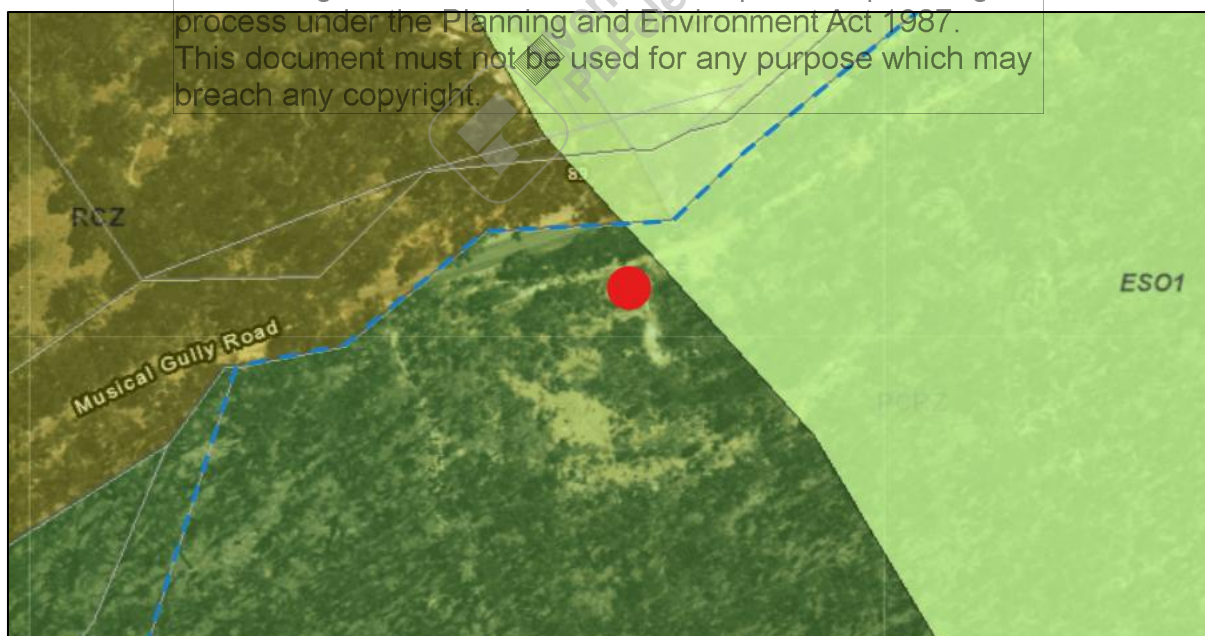 process under the Planning and Environment Act 1987.
This document must not be used for any purpose which may
breach any copyright.
RCZ
ESO1
Musical Gully Road